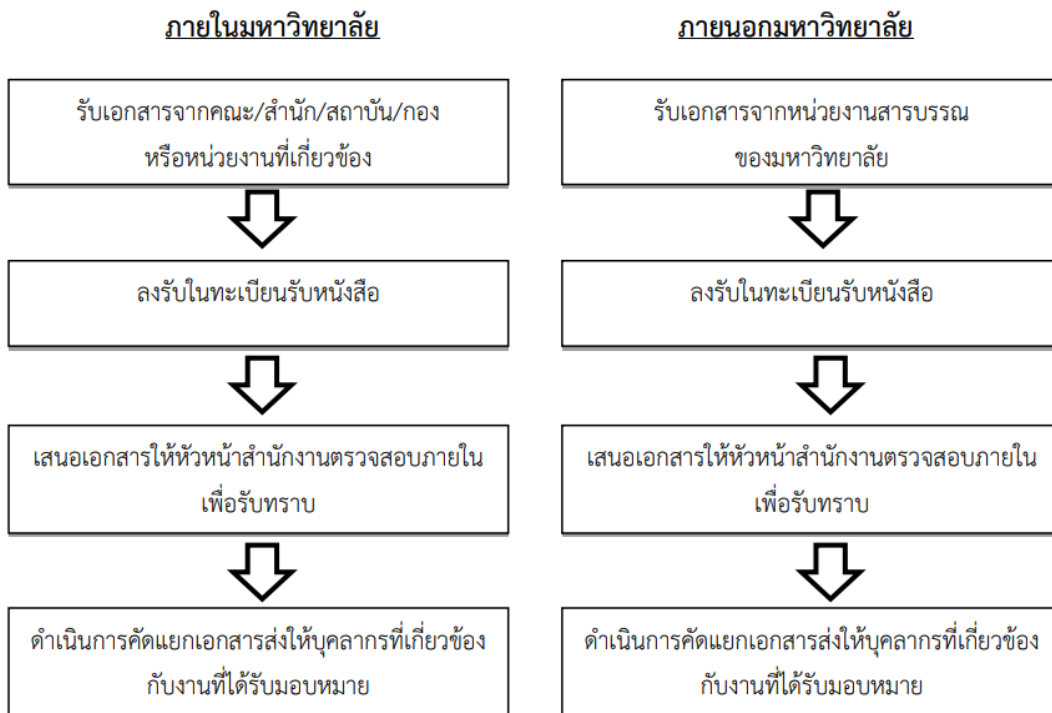 ภายในมหาวิทยาลัย
รับเอกสารจากคณะ/สำนัก/สถาบัน/กอง
หรือหน่วยงานที่เกี่ยวข้อง
ลงรับในทะเบียนรับหนังสือ
เสนอเอกสารให้หัวหน้าสำนักงานตรวจสอบภายใน
เพื่อรับทราบ
ดำเนินการคัดแยกเอกสารส่งให้บุคลากรที่เกี่ยวข้อง
กับงานที่ได้รับมอบหมาย
ภายนอกมหาวิทยาลัย
รับเอกสารจากหน่วยงานสารบรรณ
ของมหาวิทยาลัย
ลงรับในทะเบียนรับหนังสือ
เสนอเอกสารให้หัวหน้าสำนักงานตรวจสอบภายใน
เพื่อรับทราบ
ดำเนินการคัดแยกเอกสารส่งให้บุคลากรที่เกี่ยวข้อง
กับงานที่ได้รับมอบหมาย